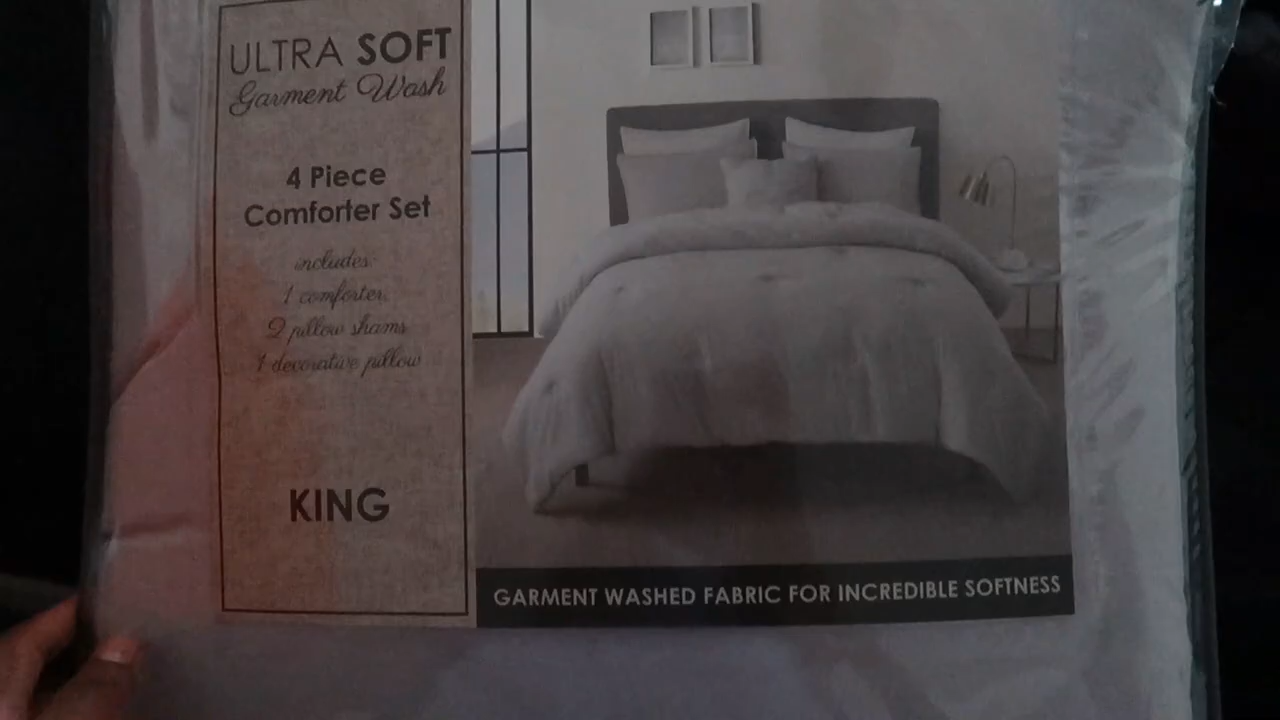 ULTRA SOFT
Garment Wash
4 Piece
Comforter Set
includes:
1 comforter
2 pillow shams
1 decorative pillow
KING
GARMENT WASHED FABRIC FOR INCREDIBLE SOFTNESS